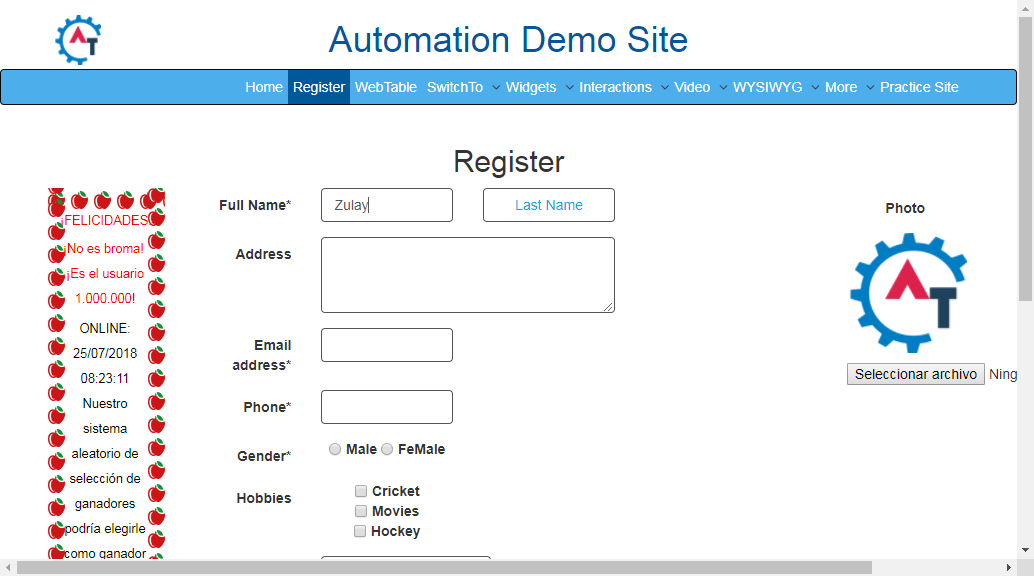 AT
Automation Demo Site
Home Register WebTable SwitchTo Widgets Interactions Video WYSIWYG More Practice Site
Register
¡FELICIDADES
¡No es broma!
¡Es el usuario
1.000.000!
ONLINE:
25/07/2018
08:23:11
Nuestro
sistema
aleatorio de
selección de
ganadores
podría elegirle
como ganador
Full Name* Zulay Last Name
Address
Email
address*
Phone*
Gender* Male FeMale
Hobbies Cricket
Movies
Hockey
Photo
AT
Seleccionar archivo Ning